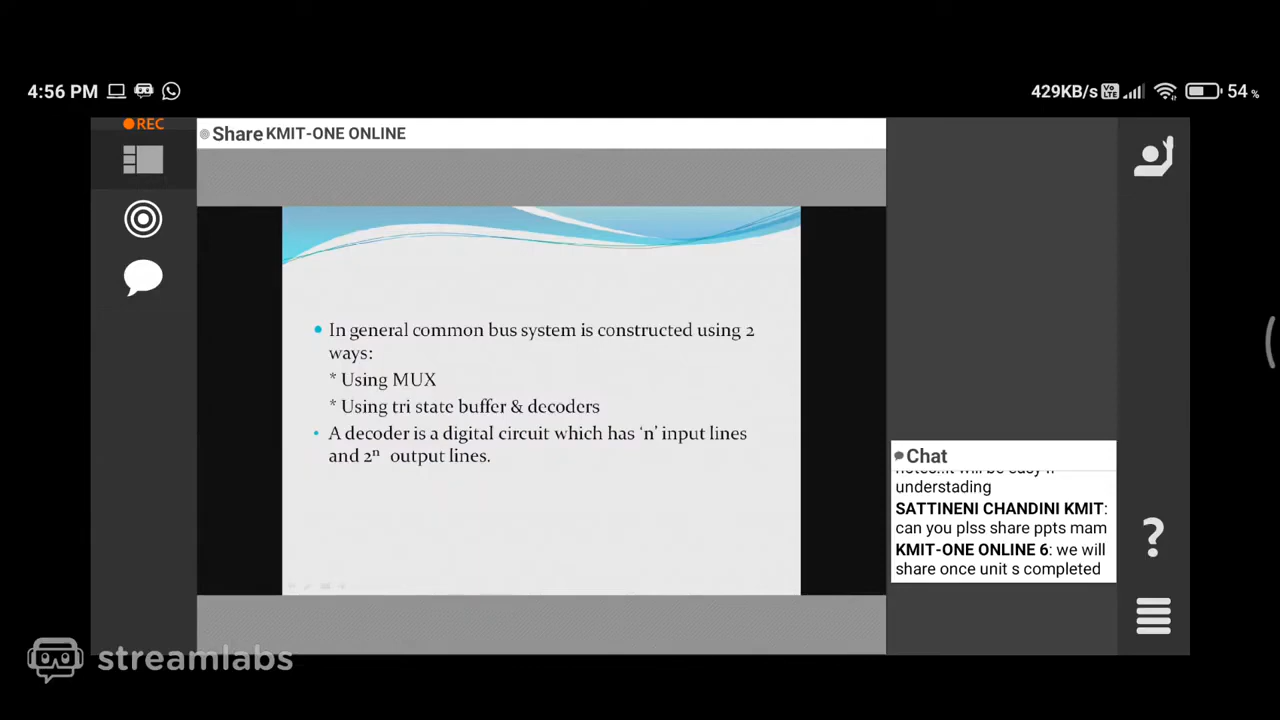 4:56 PM
429KB/s Vo LTE 54 %
REC
Share KMIT-ONE ONLINE
In general common bus system is constructed using 2
ways:
* Using MUX
* Using tri state buffer & decoders
A decoder is a digital circuit which has ‘n’ input lines
and 2ⁿ output lines.
Chat
understading
SATTINENI CHANDINI KMIT:
can you plss share ppts mam
KMIT-ONE ONLINE 6: we will
share once unit s completed
?
streamlabs